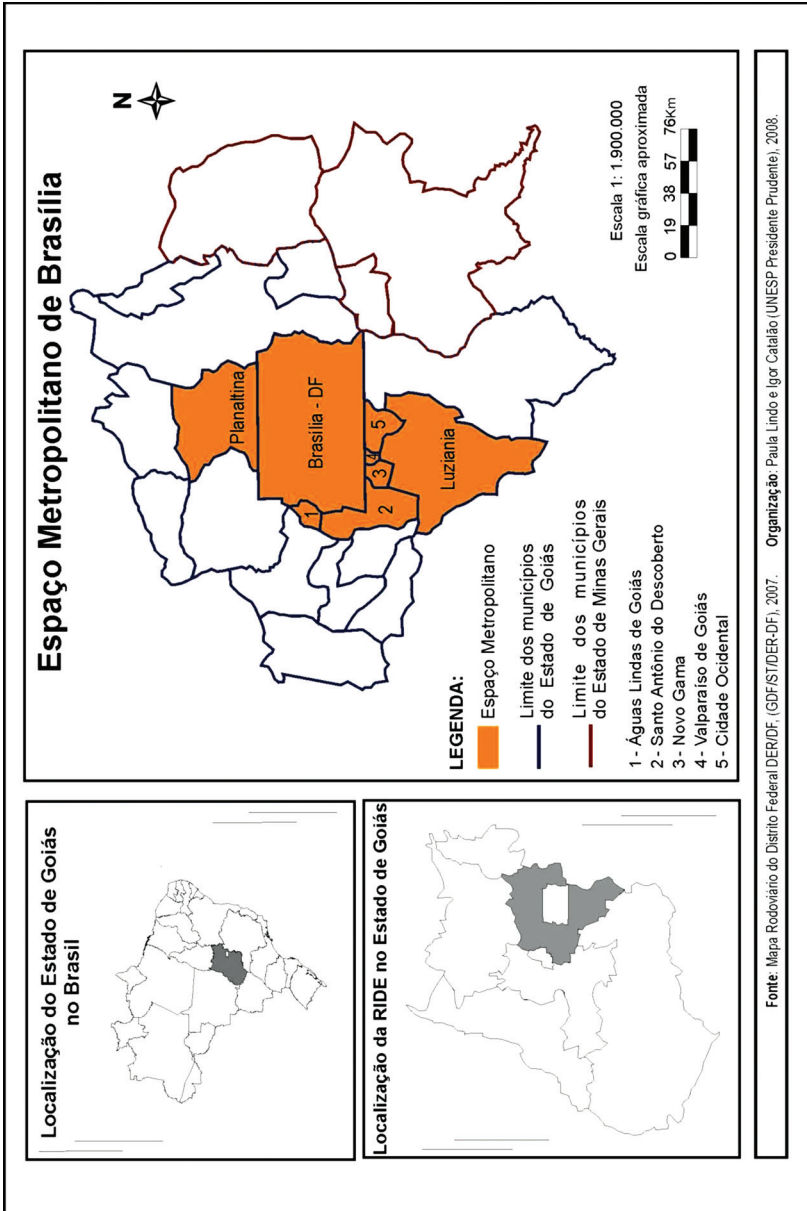 Localização do Estado de Goiás
no Brasil
Localização da RIDE no Estado de Goiás
Espaço Metropolitano de Brasília
N
Planaltina
Brasília - DF
1
2
3
4
5
Luziania
LEGENDA:
Espaço Metropolitano
Limite dos municípios
do Estado de Goiás
Limite dos municípios
do Estado de Minas Gerais
1 - Águas Lindas de Goiás
2 - Santo Antônio do Descoberto
3 - Novo Gama
4 - Valparaíso de Goiás
5 - Cidade Ocidental
Escala 1: 1.900.000
Escala gráfica aproximada
0 19 38 57 76Km
Fonte: Mapa Rodoviário do Distrito Federal DER/DF, (GDF/ST/DER-DF), 2007. Organização: Paula Lindo e Igor Catalão (UNESP Presidente Prudente), 2008.